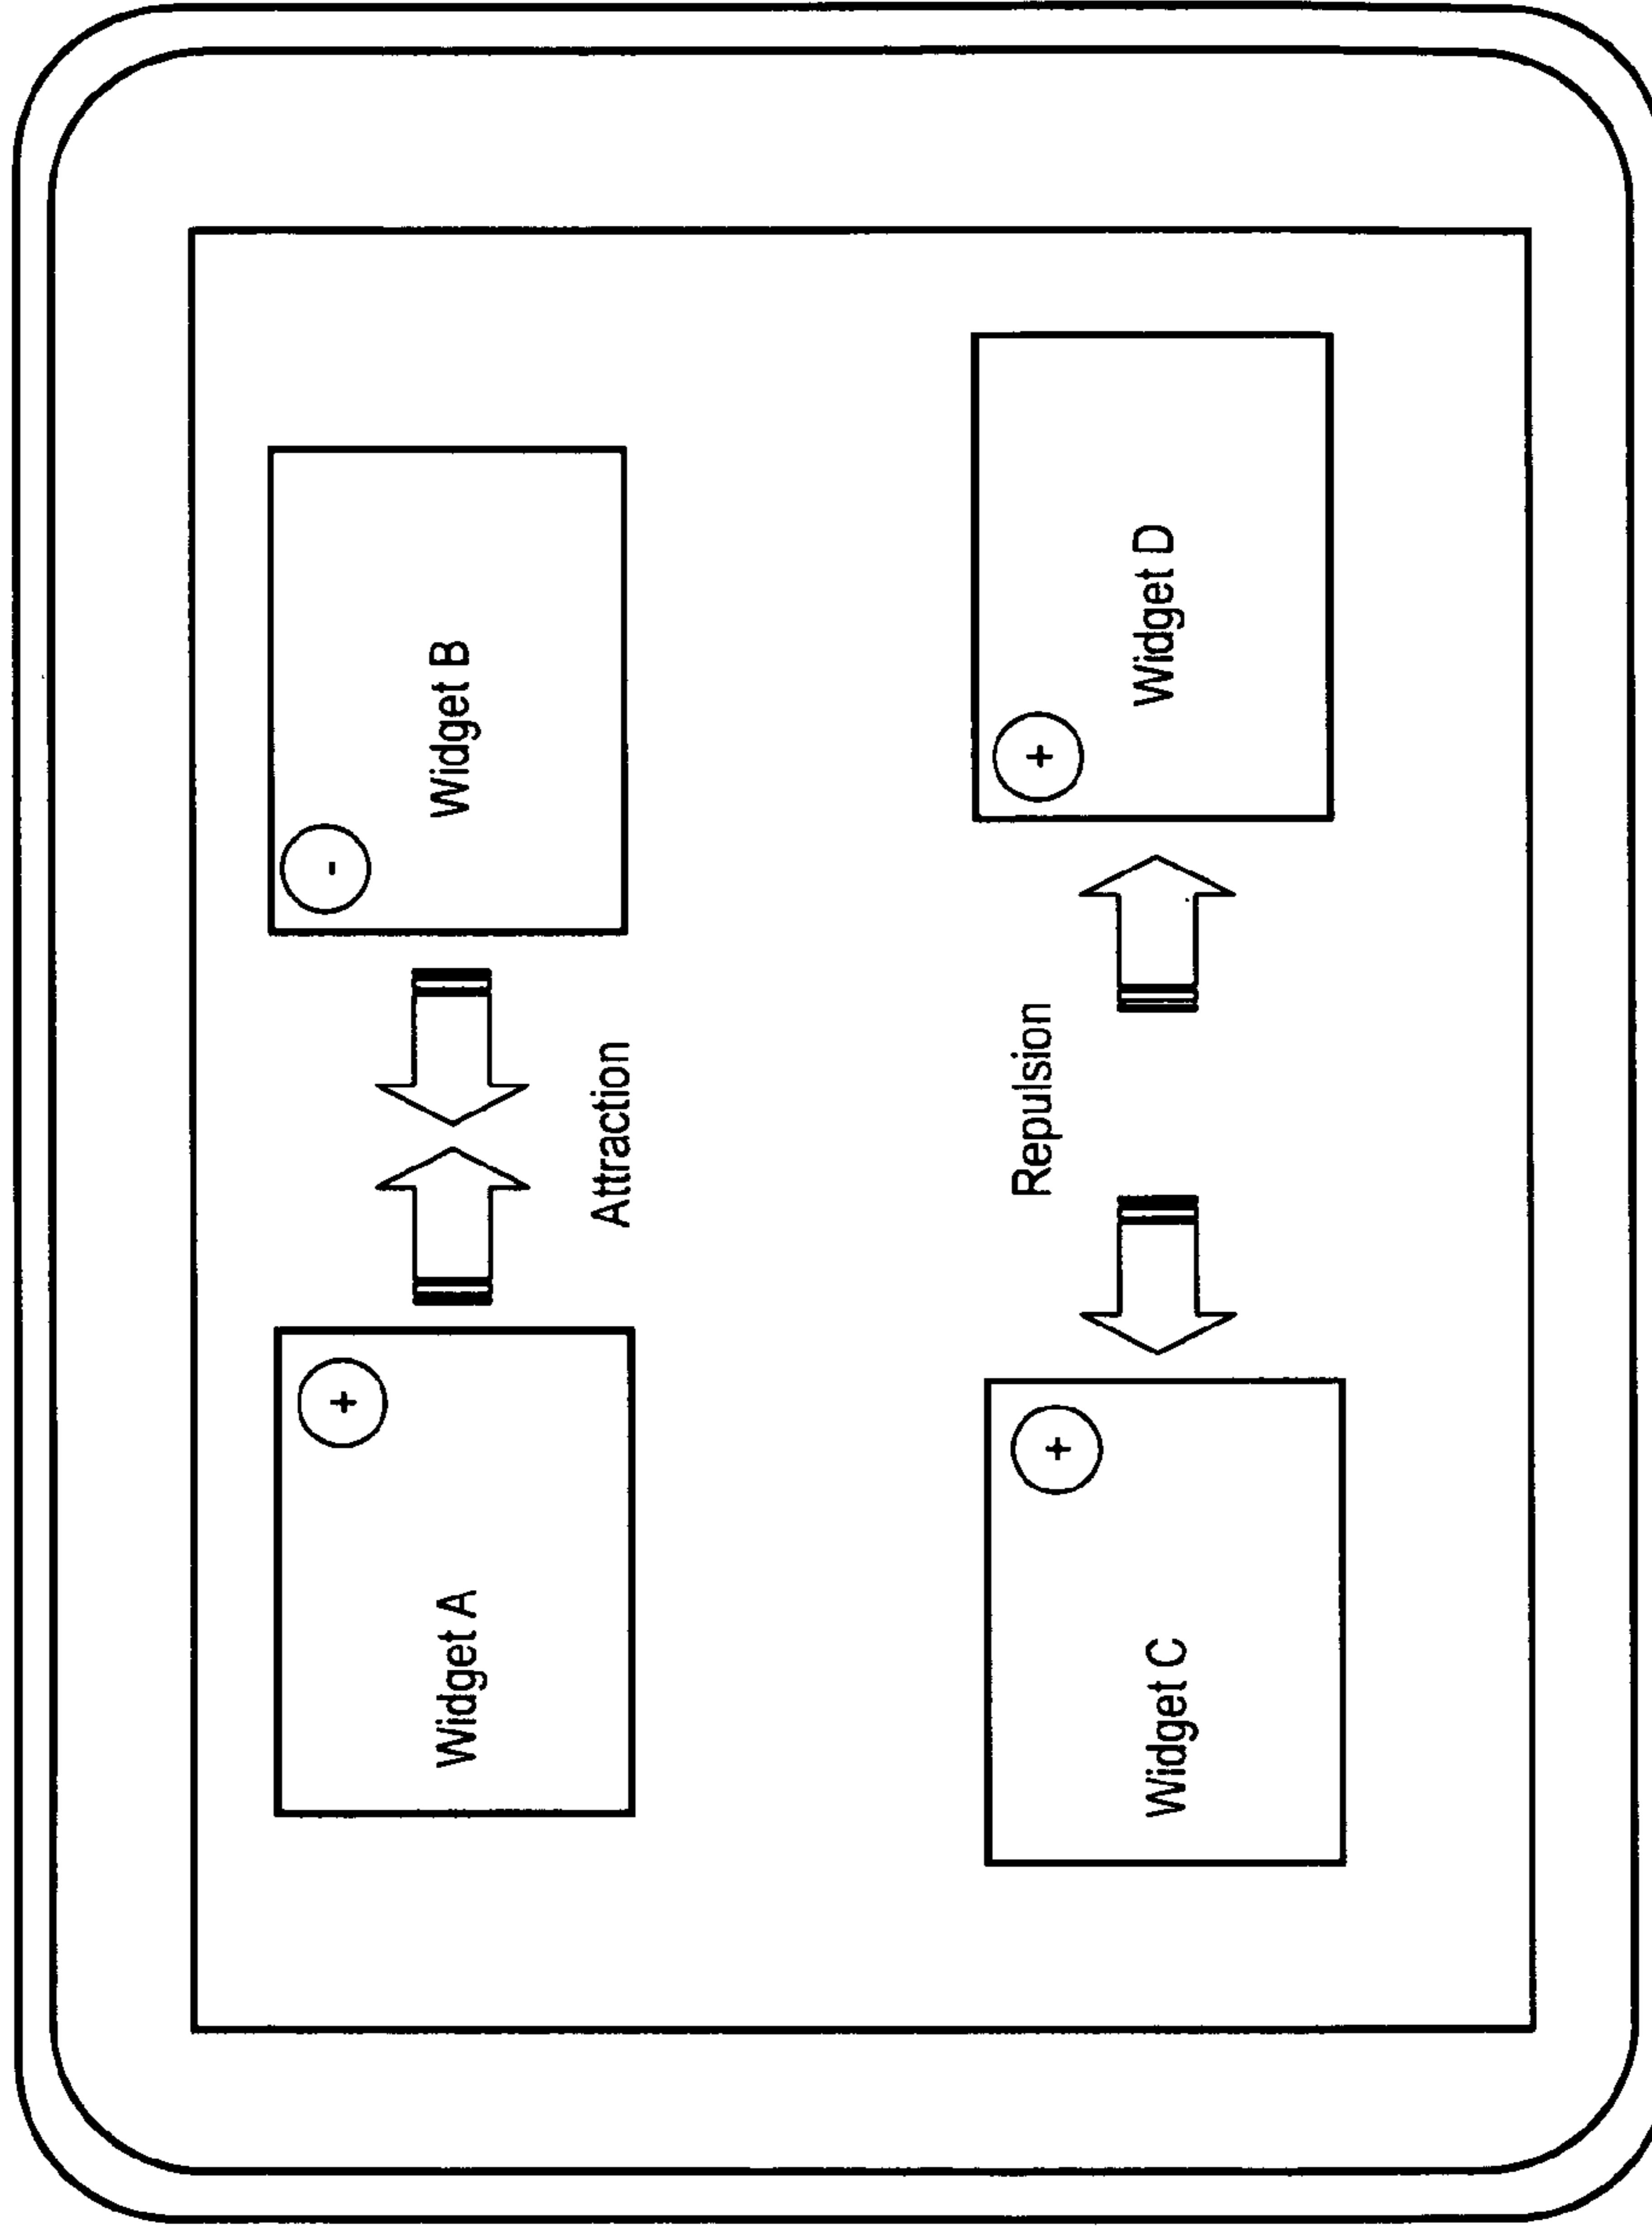 Widget A
+
-
Widget B
Attraction
Repulsion
Widget C
+
+
Widget D